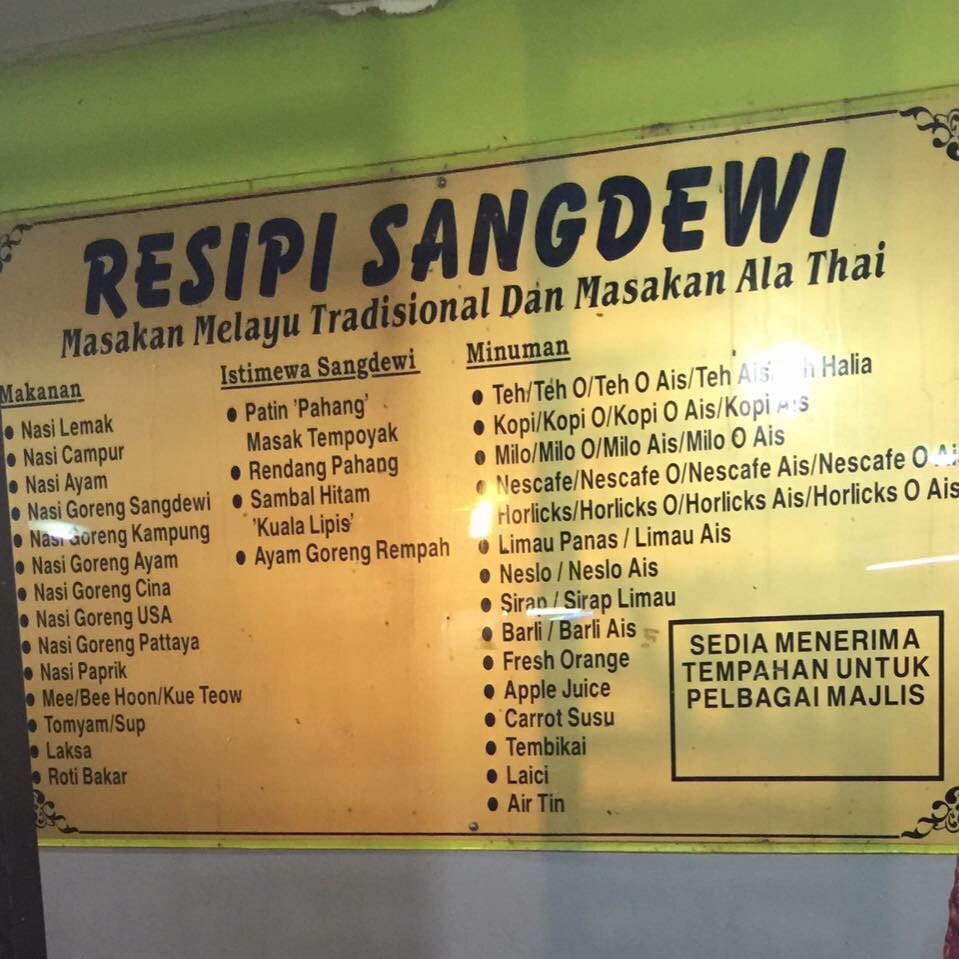 RESIPI SANGDEWI
Masakan Melayu Tradisional Dan Masakan Ala Thai
Makanan
Nasi Lemak
Nasi Campur
Nasi Ayam
Nasi Goreng Sangdewi
Nasi Goreng Kampung
Nasi Goreng Ayam
Nasi Goreng Cina
Nasi Goreng USA
Nasi Goreng Pattaya
Nasi Paprik
Mee/Bee Hoon/Kue Teow
Tomyam/Sup
Laksa
Roti Bakar
Istimewa Sangdewi
Patin 'Pahang'
Masak Tempoyak
Rendang Pahang
Sambal Hitam
'Kuala Lipis'
Ayam Goreng Rempah
Minuman
Teh/Teh O/Teh O Ais/Teh Ais/ Halia
Kopi/Kopi O/Kopi O Ais/Kopi Ais
Milo/Milo O/Milo Ais/Milo O Ais
Nescafe/Nescafe O/Nescafe Ais/Nescafe O Ais
Horlicks/Horlicks O/Horlicks Ais/Horlicks O Ais
Limau Panas / Limau Ais
Neslo / Neslo Ais
Sirap / Sirap Limau
Barli / Barli Ais
Fresh Orange
Apple Juice
Carrot Susu
Tembikai
Laici
Air Tin
SEDIA MENERIMA
TEMPAHAN UNTUK
PELBAGAI MAJLIS